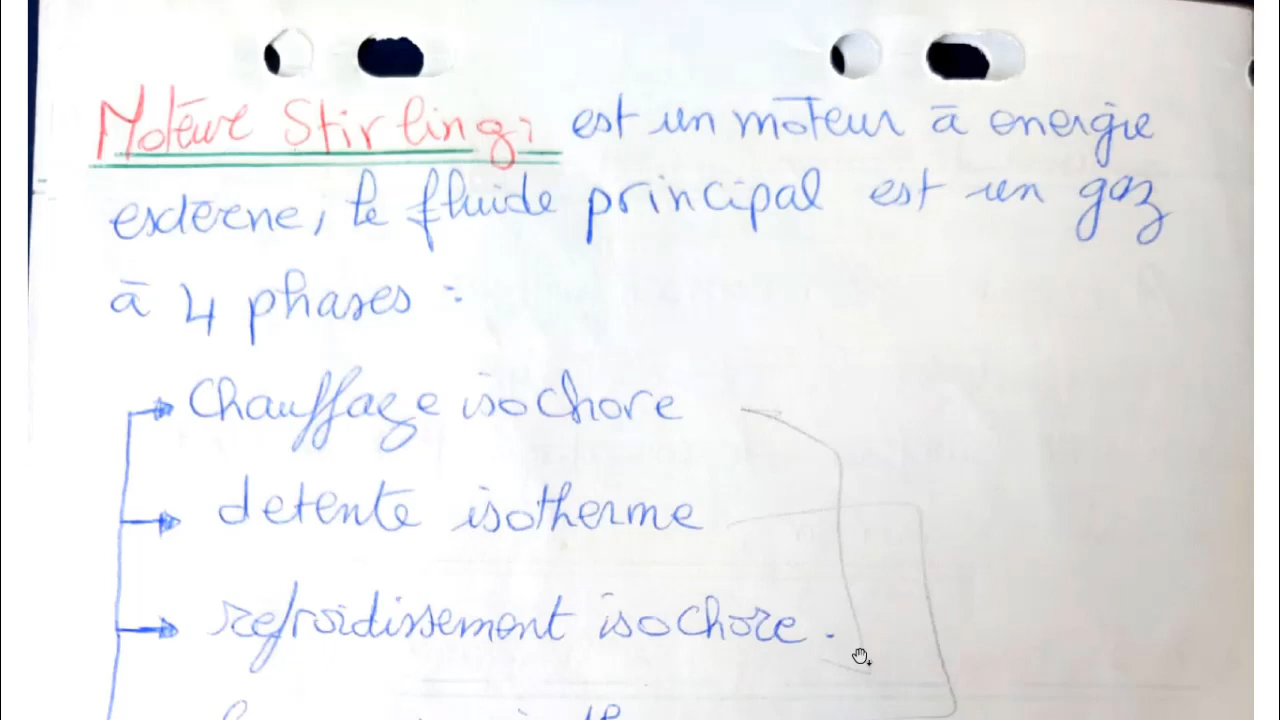 Moteur Stirling, est un moteur à energie
externe, le fluide principal est un gaz
à 4 phases :
Chauffage isochore
detente isotherme
refroidissement isochore.